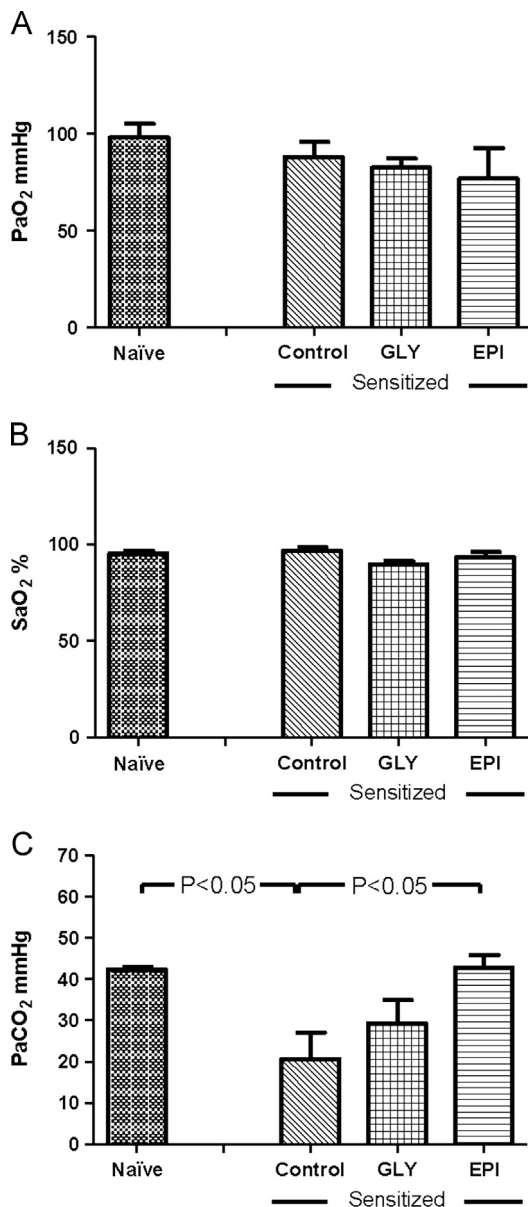 A
150
100
50
0
PaO2 mmHg
Naïve
Control
GLY
EPI
Sensitized
B
150
100
50
0
SaO2 %
Naïve
Control
GLY
EPI
Sensitized
C
70
60
50
40
30
20
10
0
PaCO2 mmHg
P<0.05
P<0.05
Naïve
Control
GLY
EPI
Sensitized